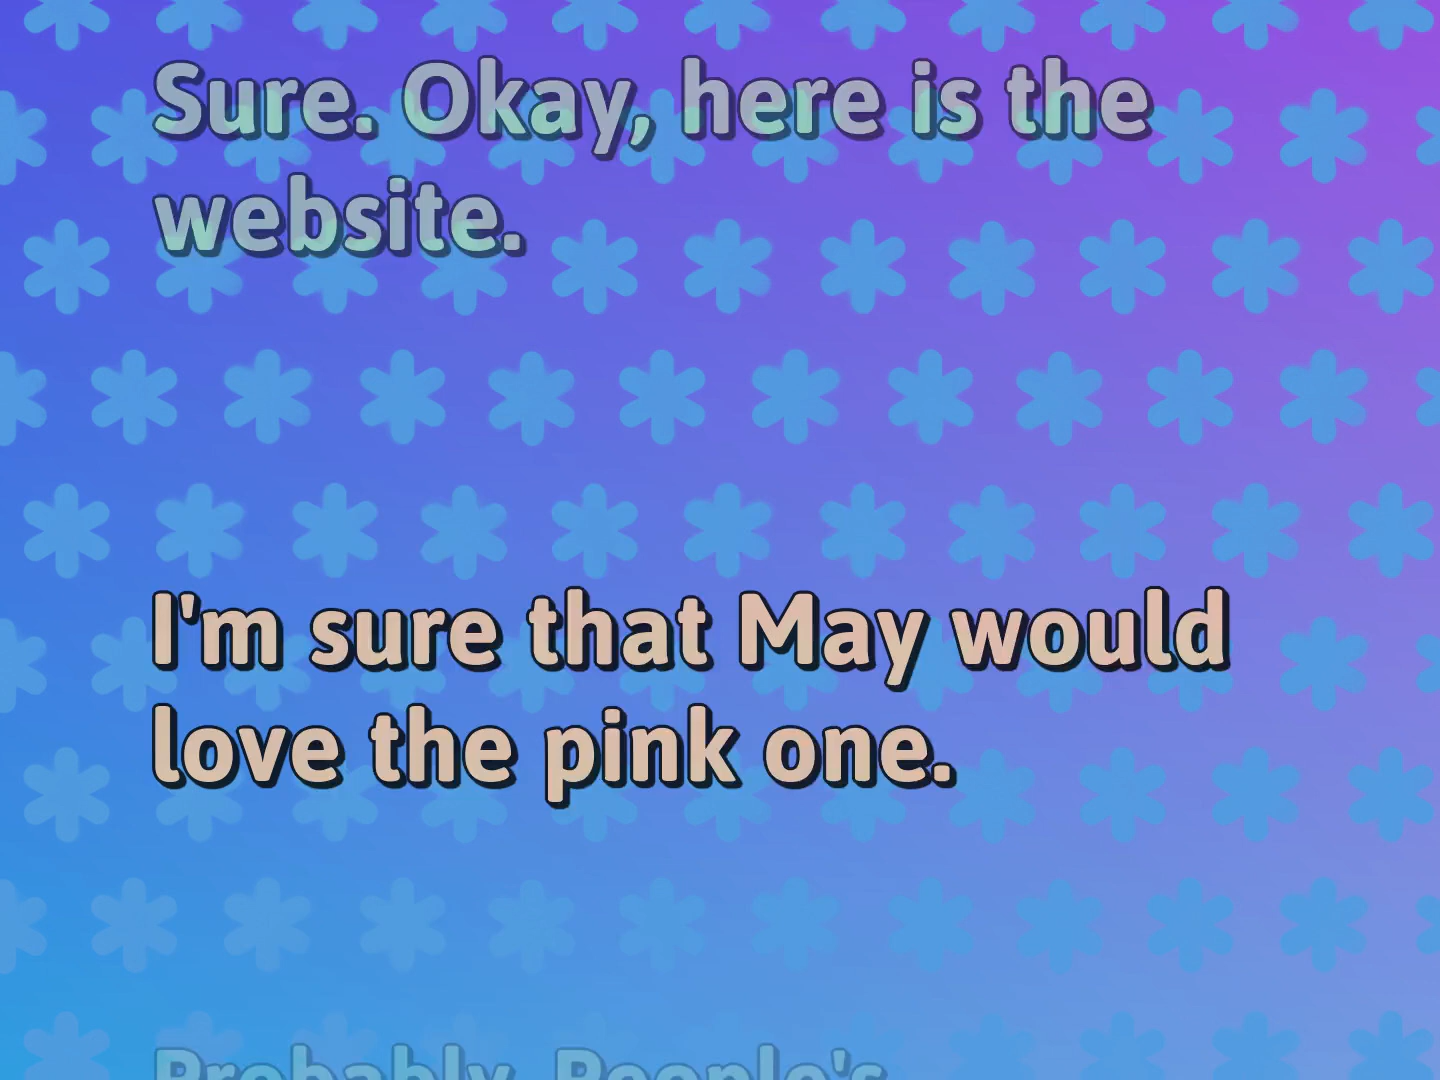 Sure. Okay, here is the
website.
I'm sure that May would
love the pink one.
Probably. People's